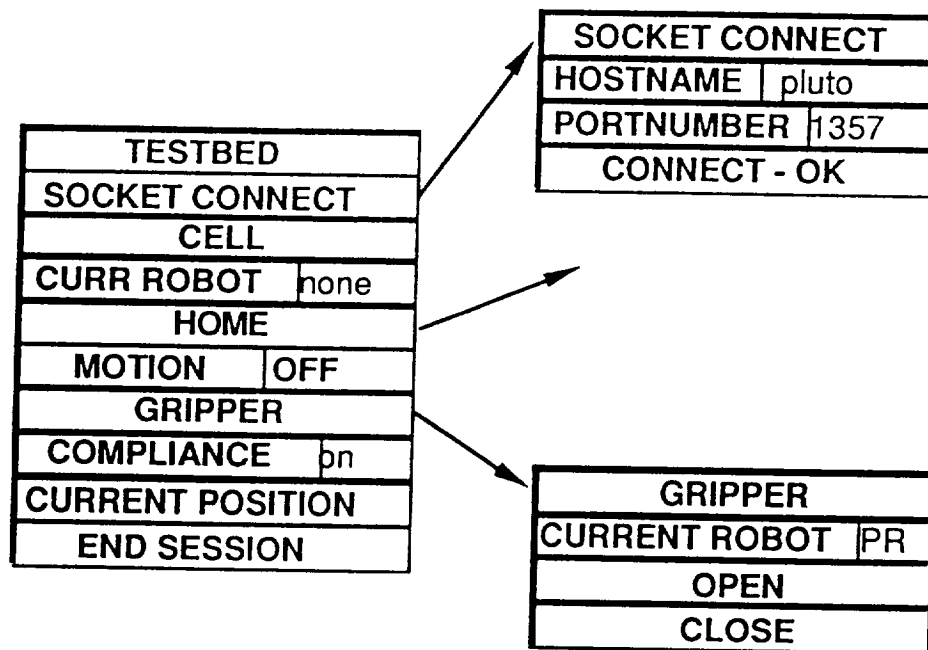 SOCKET CONNECT
HOSTNAME pluto
PORTNUMBER 1357
CONNECT - OK
TESTBED
SOCKET CONNECT
CELL
CURR ROBOT none
HOME
MOTION OFF
GRIPPER
COMPLIANCE on
CURRENT POSITION
END SESSION
GRIPPER
CURRENT ROBOT PR
OPEN
CLOSE